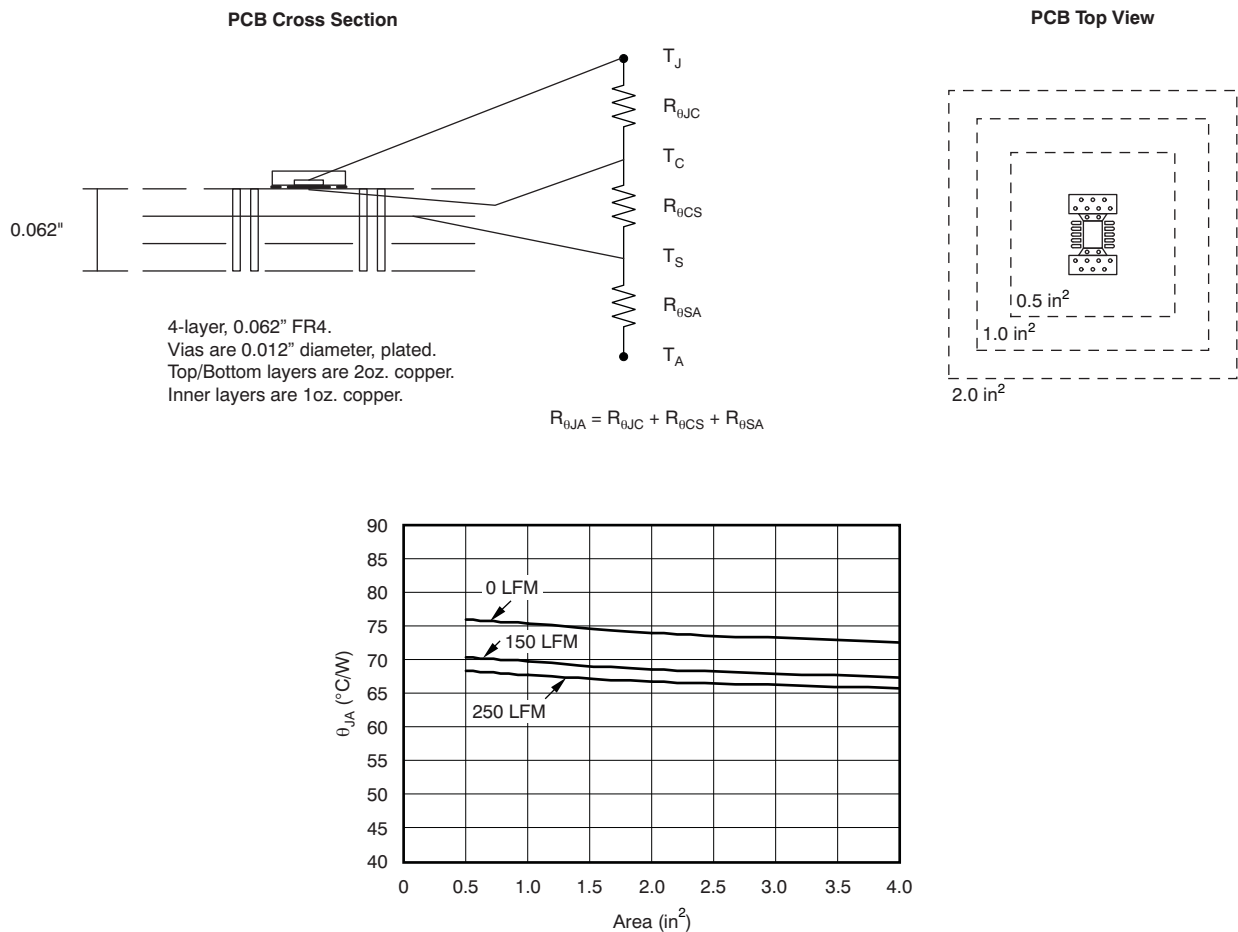 PCB Cross Section
PCB Top View
T_J
R_θJC
T_C
R_θCS
T_S
R_θSA
T_A
0.062"
4-layer, 0.062” FR4.
Vias are 0.012” diameter, plated.
Top/Bottom layers are 2oz. copper.
Inner layers are 1oz. copper.
R_θJA = R_θJC + R_θCS + R_θSA
0.5 in²
1.0 in²
2.0 in²
90
85
80
75
70
65
60
55
50
45
40
0 LFM
150 LFM
250 LFM
θ_JA (°C/W)
0 0.5 1.0 1.5 2.0 2.5 3.0 3.5 4.0
Area (in²)